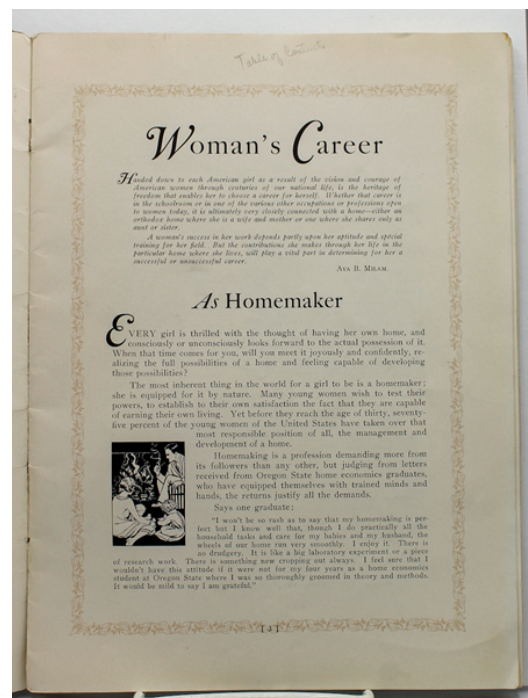 Table of Contents
Woman's Career
Handed down to each American girl as a result of the vision and courage of
American women through centuries of our national life, is the heritage of
freedom that enables her to choose a career for herself. Whether that career is
in the schoolroom or in one of the various other occupations or professions open
to women today, it is ultimately very closely connected with a home—either an
orthodox home where she is a wife and mother or one where she shares only as
aunt or sister.
A woman's success in her work depends partly upon her aptitude and special
training for her field. But the contributions she makes through her life in the
particular home where she lives, will play a vital part in determining for her a
successful or unsuccessful career.
AVA B. MILAM.
As Homemaker
EVERY girl is thrilled with the thought of having her own home, and
consciously or unconsciously looks forward to the actual possession of it.
When that time comes for you, will you meet it joyously and confidently, re-
alizing the full possibilities of a home and feeling capable of developing
those possibilities?
The most inherent thing in the world for a girl to be is a homemaker;
she is equipped for it by nature. Many young women wish to test their
powers, to establish to their own satisfaction the fact that they are capable
of earning their own living. Yet before they reach the age of thirty, seventy-
five percent of the young women of the United States have taken over that
most responsible position of all, the management and
development of a home.
Homemaking is a profession demanding more from
its followers than any other, but judging from letters
received from Oregon State home economics graduates,
who have equipped themselves with trained minds and
hands, the returns justify all the demands.
Says one graduate:
"I won't be so rash as to say that my homemaking is per-
fect but I know well that, though I do practically all the
household tasks and care for my babies and my husband, the
wheels of our home run very smoothly. I enjoy it. There is
no drudgery. It is like a big laboratory experiment or a piece
of research work. There is something new cropping out always. I feel sure that I
wouldn't have this attitude if it were not for my four years as a home economics
student at Oregon State where I was so thoroughly groomed in theory and methods.
It would be mild to say I am grateful."